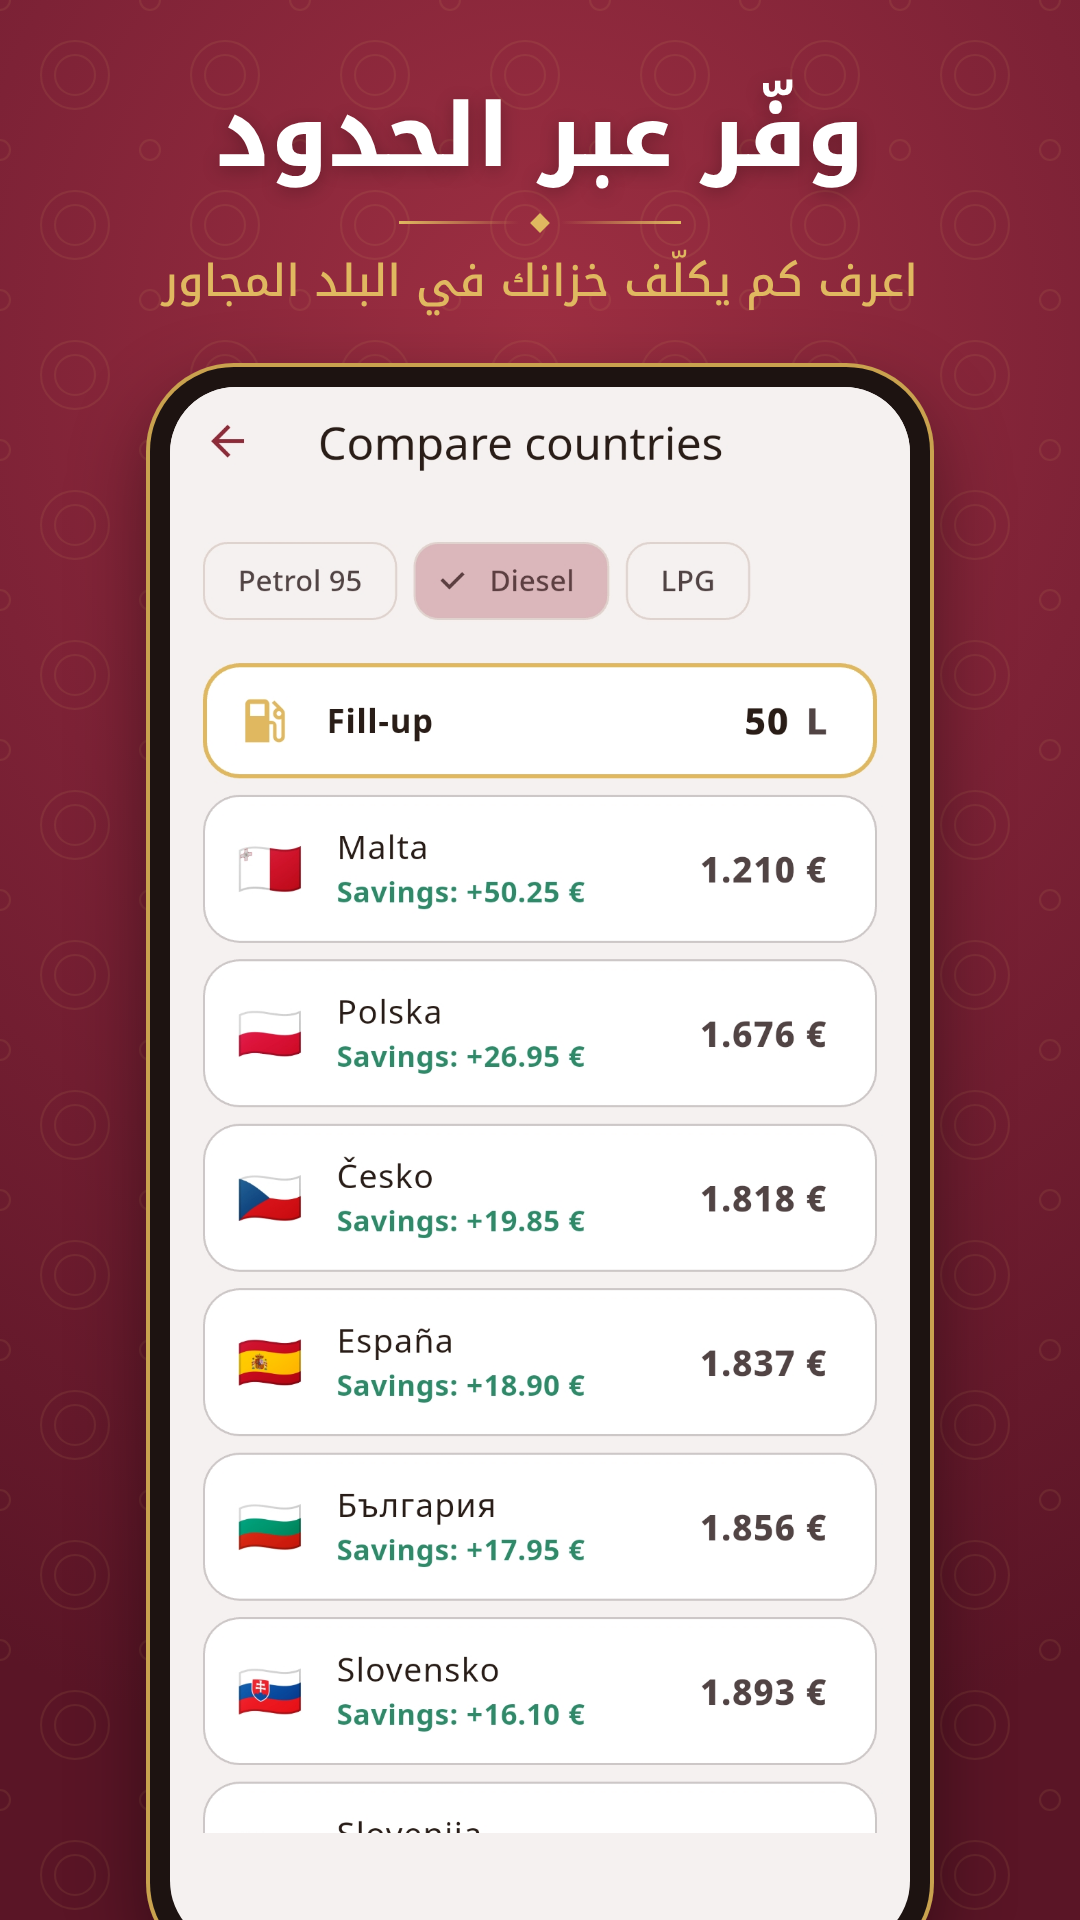 وفّر عبر الحدود
اعرف كم يكلّف خزانك في البلد المجاور
Compare countries
Petrol 95
Diesel
LPG
Fill-up
50 L
Malta
Savings: +50.25 €
1.210 €
Polska
Savings: +26.95 €
1.676 €
Česko
Savings: +19.85 €
1.818 €
España
Savings: +18.90 €
1.837 €
България
Savings: +17.95 €
1.856 €
Slovensko
Savings: +16.10 €
1.893 €
Slovenija